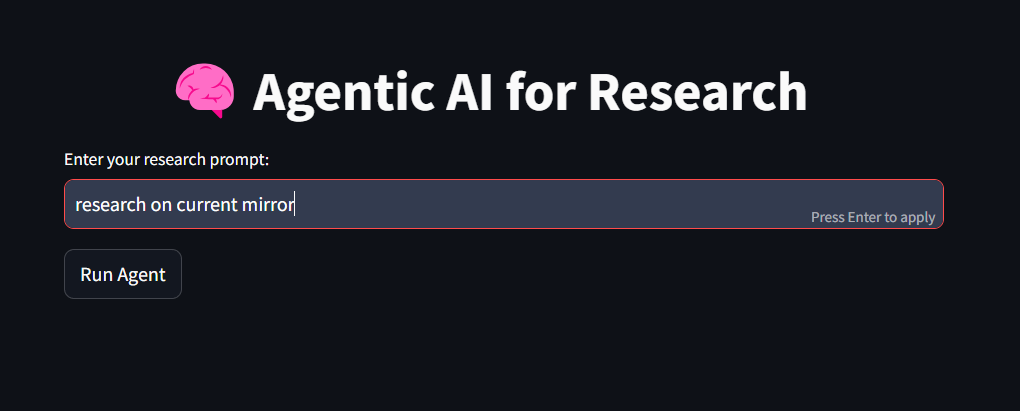 Agentic AI for Research
Enter your research prompt:
research on current mirror
Press Enter to apply
Run Agent